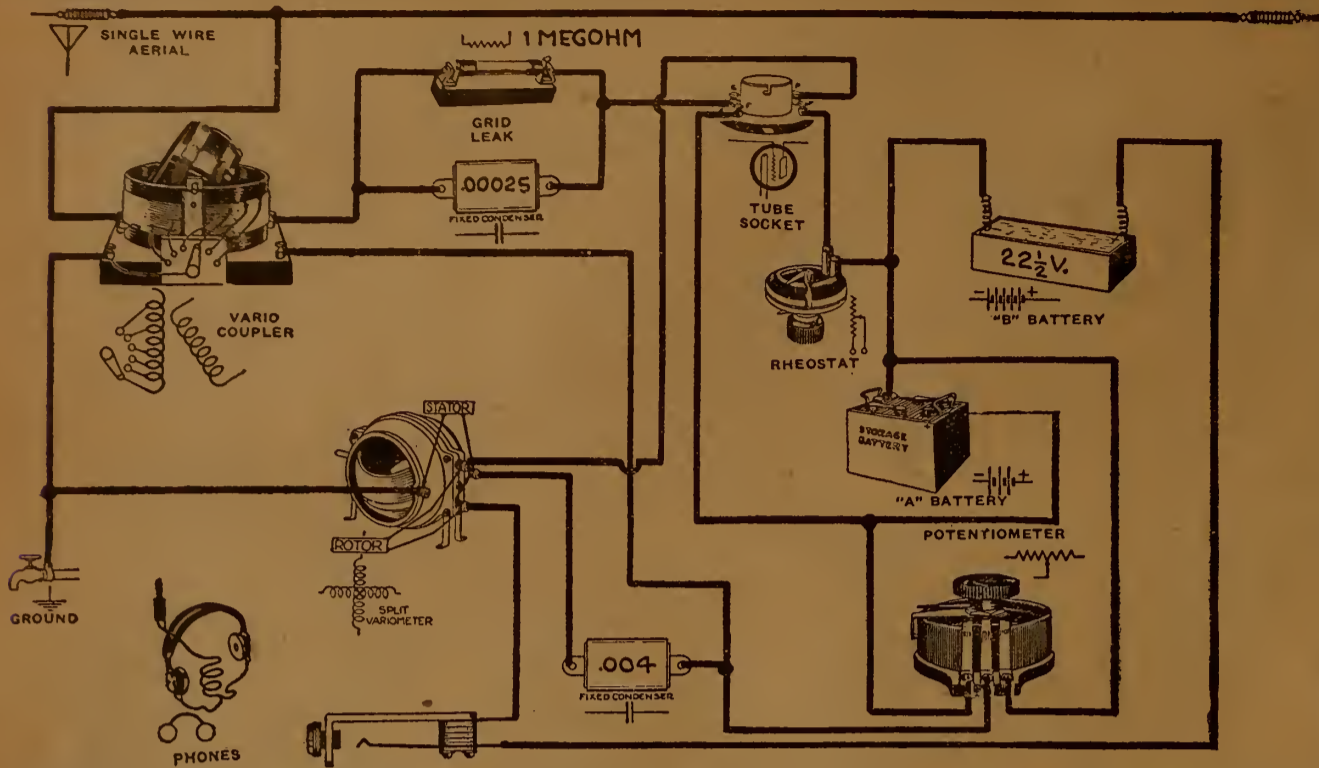 SINGLE WIRE
AERIAL
1 MEGOHM
GRID
LEAK
.00025
FIXED CONDENSER
TUBE
SOCKET
22½V.
- +
"B" BATTERY
RHEOSTAT
VARIO
COUPLER
STATOR
STORAGE
BATTERY
- +
"A" BATTERY
POTENTIOMETER
ROTOR
SPLIT
VARIOMETER
GROUND
.004
FIXED CONDENSER
PHONES